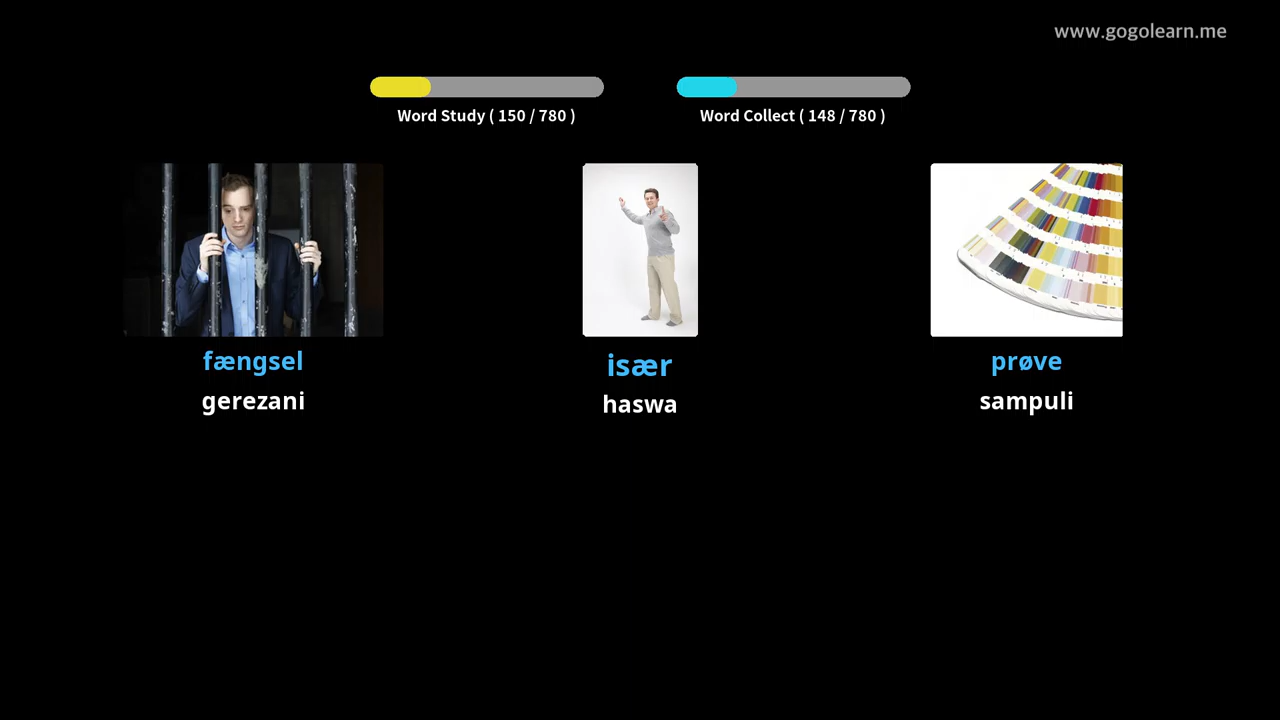 www.gogolearn.me
Word Study ( 150 / 780 )
Word Collect ( 148 / 780 )
fængsel
gerezani
især
haswa
prøve
sampuli